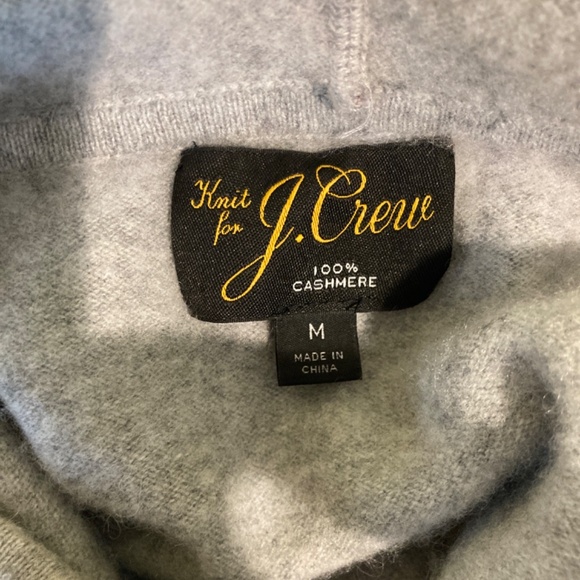 Knit
for J.Crew
100%
CASHMERE
M
MADE IN
CHINA